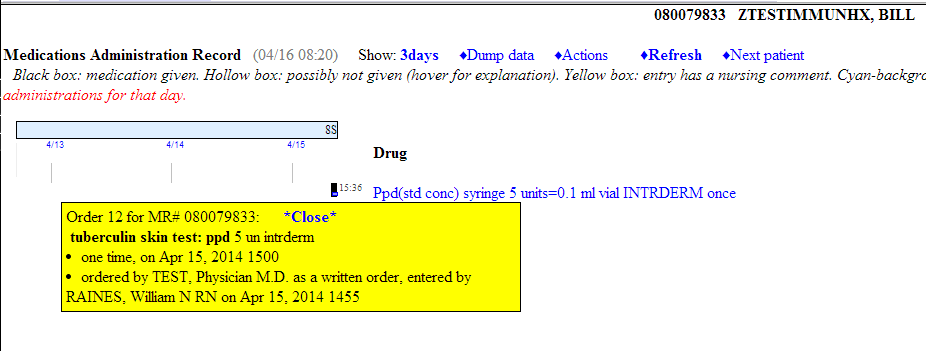 080079833 ZTESTIMMUNHX, BILL
Medications Administration Record (04/16 08:20) Show: 3days ♦Dump data ♦Actions ♦Refresh ♦Next patient
Black box: medication given. Hollow box: possibly not given (hover for explanation). Yellow box: entry has a nursing comment.
administrations for that day.
8S
4/13 4/14 4/15
Drug
15:36 Ppd(std conc) syringe 5 units=0.1 ml vial INTRDERM once
Order 12 for MR# 080079833: *Close*
tuberculin skin test: ppd 5 un intrderm
• one time, on Apr 15, 2014 1500
• ordered by TEST, Physician M.D. as a written order, entered by
RAINES, William N RN on Apr 15, 2014 1455